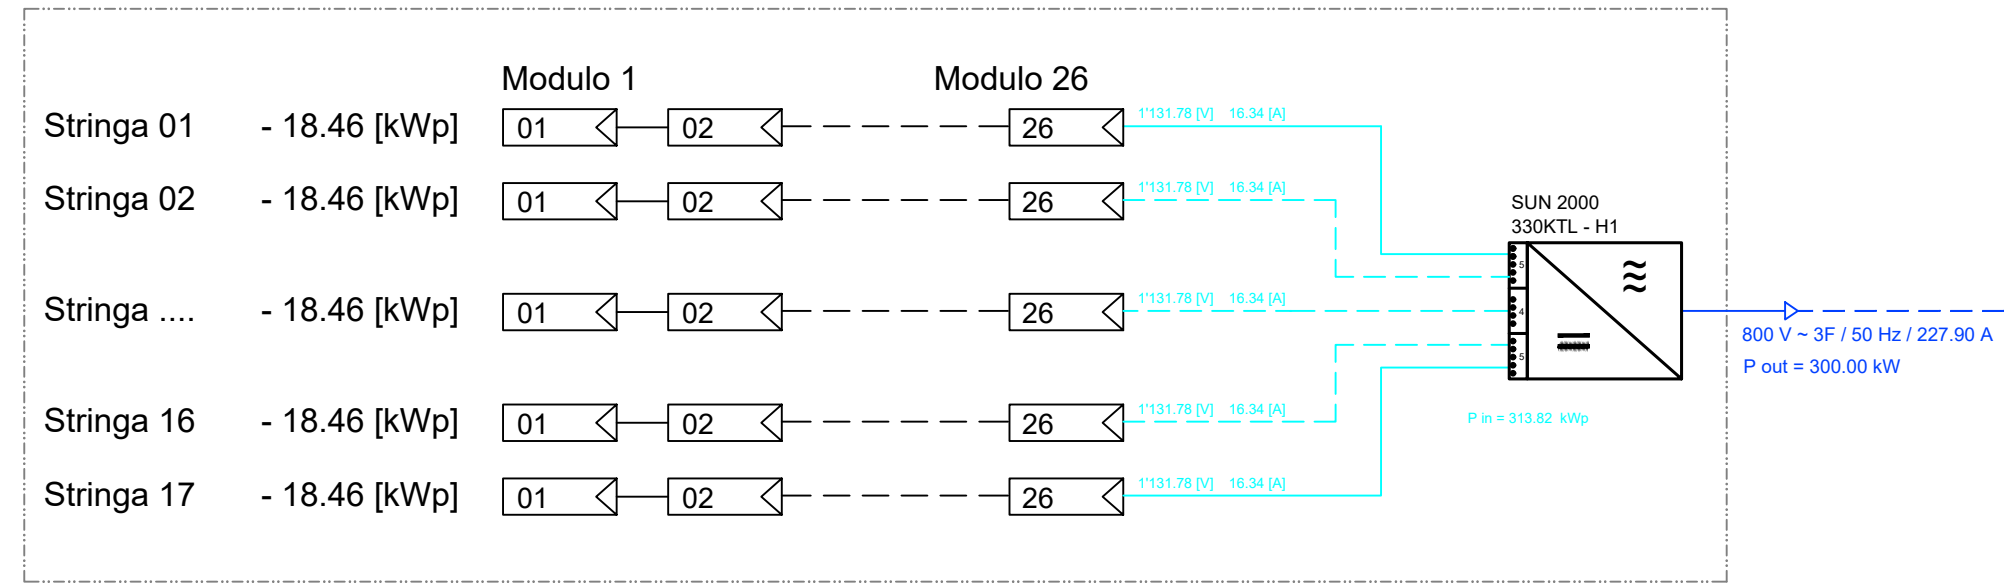 Modulo 1 Modulo 26
Stringa 01 - 18.46 [kWp] 01 02 26 1'131.78 [V] 16.34 [A]
Stringa 02 - 18.46 [kWp] 01 02 26 1'131.78 [V] 16.34 [A]
SUN 2000
330KTL - H1
5
Stringa .... - 18.46 [kWp] 01 02 26 1'131.78 [V] 16.34 [A]
4
800 V ~ 3F / 50 Hz / 227.90 A
5
P out = 300.00 kW
Stringa 16 - 18.46 [kWp] 01 02 26 1'131.78 [V] 16.34 [A]
P in = 313.82 kWp
Stringa 17 - 18.46 [kWp] 01 02 26 1'131.78 [V] 16.34 [A]